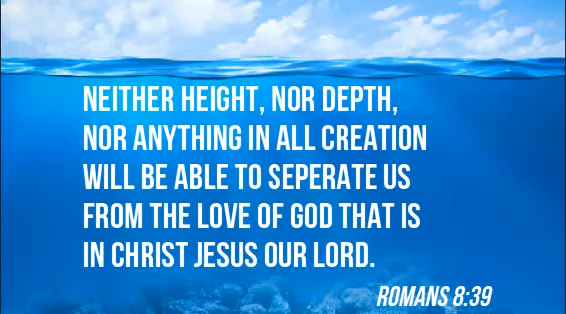 NEITHER HEIGHT, NOR DEPTH,
NOR ANYTHING IN ALL CREATION
WILL BE ABLE TO SEPERATE US
FROM THE LOVE OF GOD THAT IS
IN CHRIST JESUS OUR LORD.
ROMANS 8:39